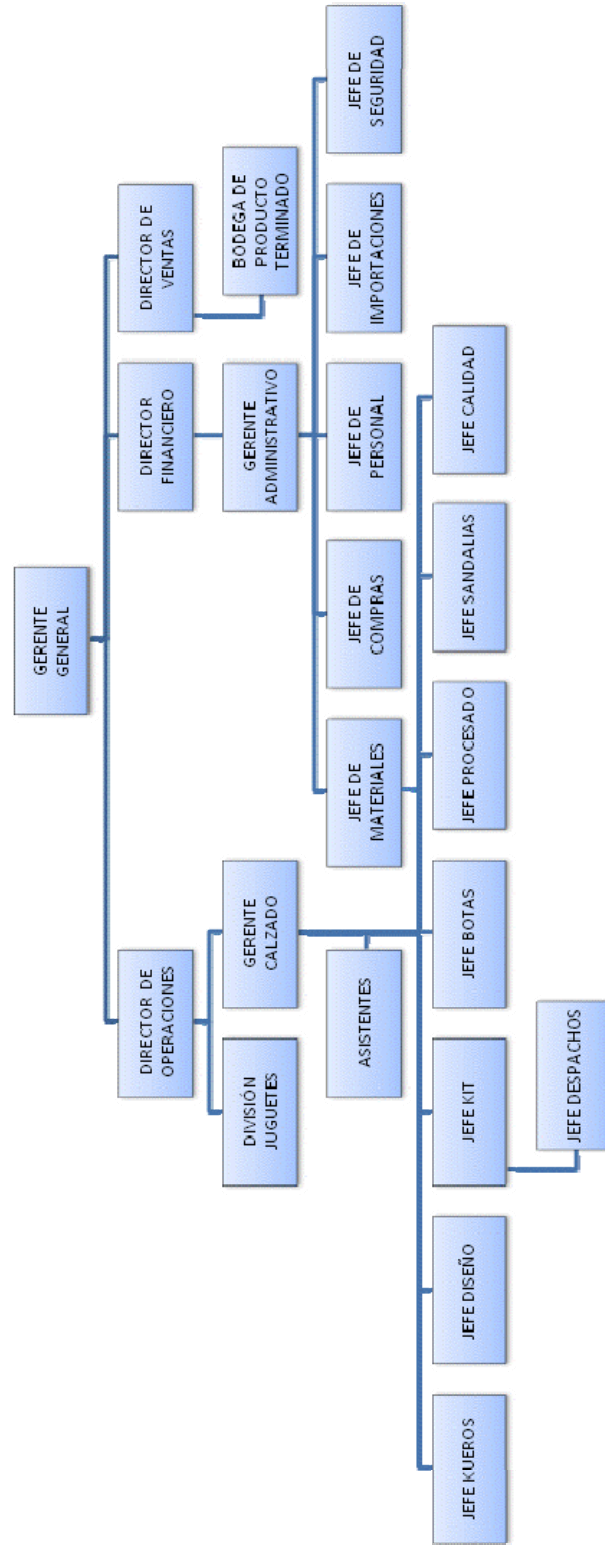 GERENTE
GENERAL
DIRECTOR DE
OPERACIONES
DIRECTOR
FINANCIERO
DIRECTOR DE
VENTAS
DIVISIÓN
JUGUETES
GERENTE
CALZADO
GERENTE
ADMINISTRATIVO
BODEGA DE
PRODUCTO
TERMINADO
ASISTENTES
JEFE DE
MATERIALES
JEFE DE
COMPRAS
JEFE DE
PERSONAL
JEFE DE
IMPORTACIONES
JEFE DE
SEGURIDAD
JEFE KUEROS
JEFE DISEÑO
JEFE KIT
JEFE BOTAS
JEFE PROCESADO
JEFE SANDALIAS
JEFE CALIDAD
JEFE DESPACHOS